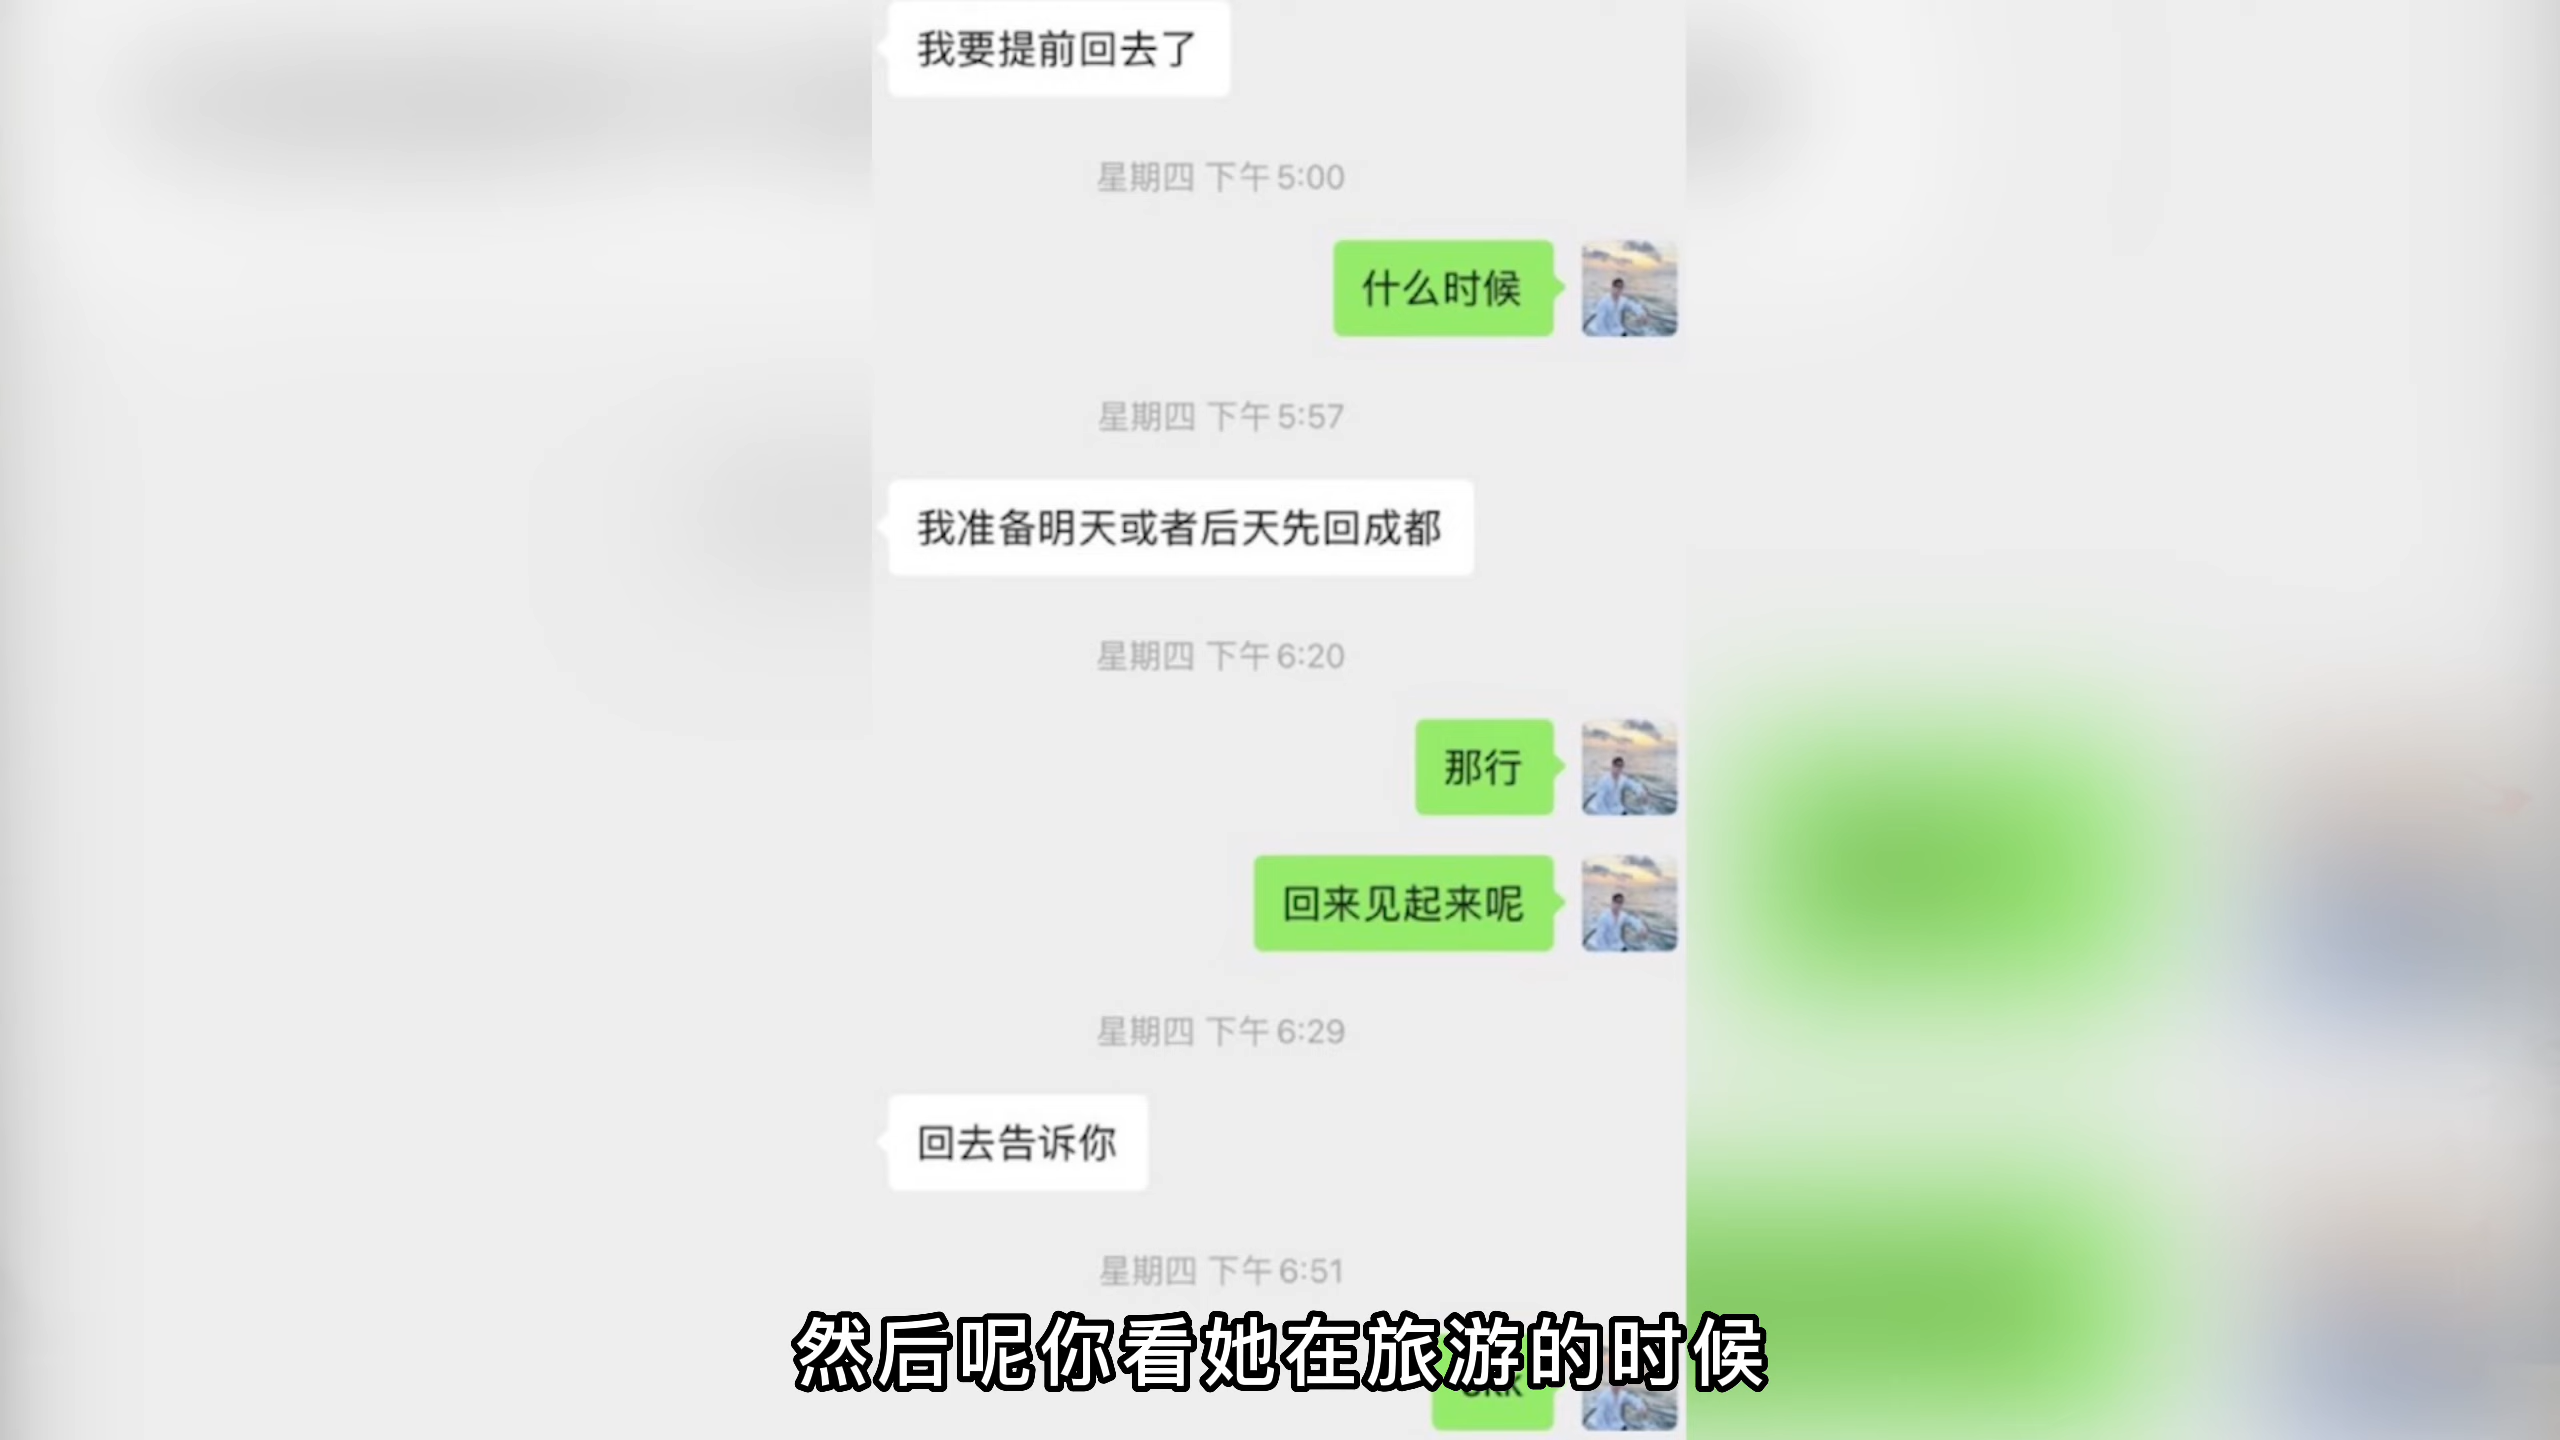 我要提前回去了
星期四 下午5:00
什么时候
星期四 下午5:57
我准备明天或者后天先回成都
星期四 下午6:20
那行
回来见起来呢
星期四 下午6:29
回去告诉你
星期四 下午6:51
然后呢你看她在旅游的时候